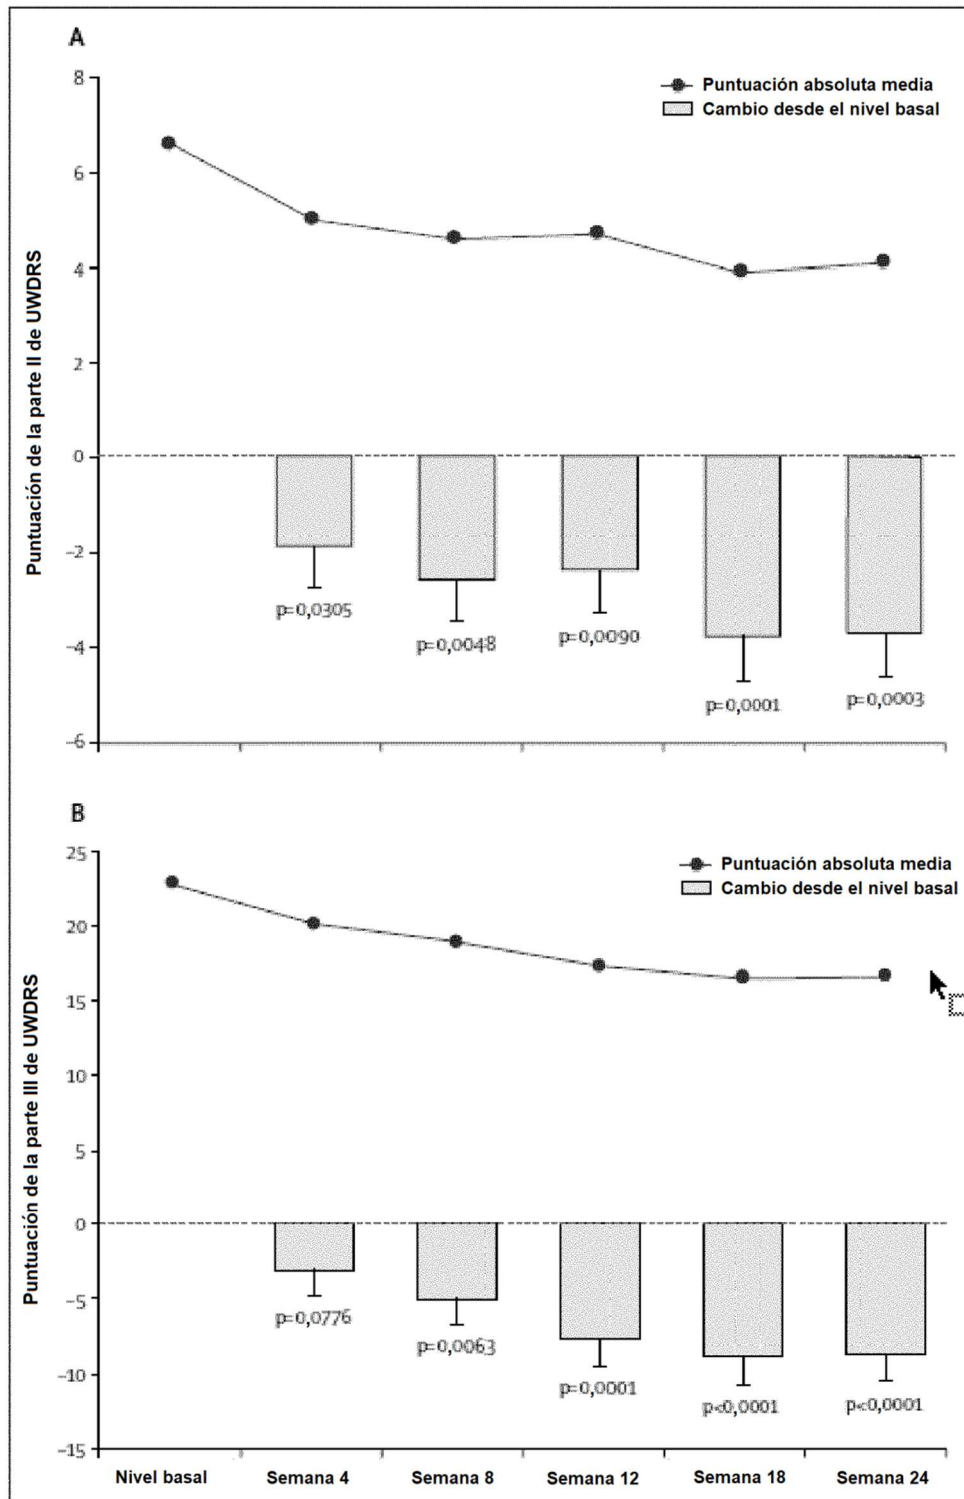 A
8
6
4
2
0
-2
-4
-6
Puntuación de la parte II de UWDRS
Puntuación absoluta media
Cambio desde el nivel basal
p=0,0305
p=0,0048
p=0,0090
p=0,0001
p=0,0003
B
25
20
15
10
5
0
-5
-10
-15
Puntuación de la parte III de UWDRS
Puntuación absoluta media
Cambio desde el nivel basal
p=0,0776
p=0,0063
p=0,0001
p<0,0001
p<0,0001
Nivel basal
Semana 4
Semana 8
Semana 12
Semana 18
Semana 24